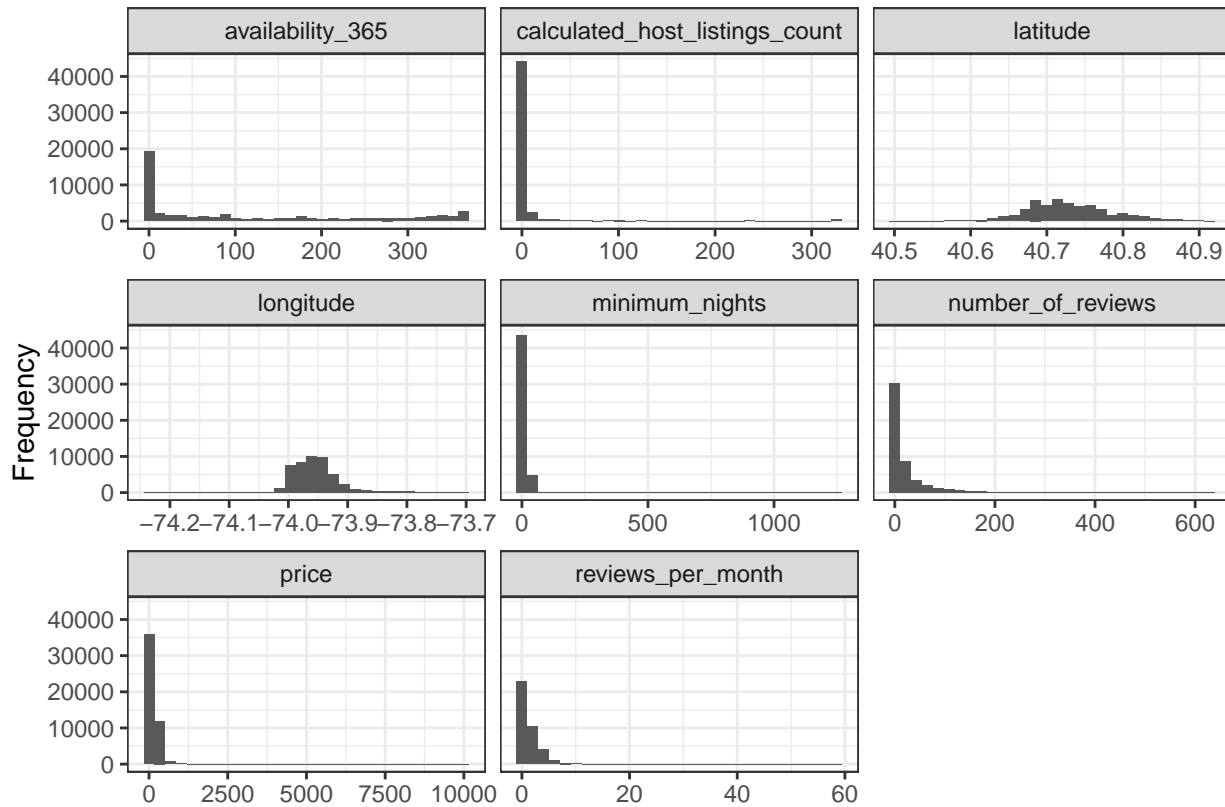 availability_365 calculated_host_listings_count latitude
40000
30000
20000
10000
0
0 100 200 300 0 100 200 300 40.5 40.6 40.7 40.8 40.9
longitude minimum_nights number_of_reviews
Frequency
40000
30000
20000
10000
0
−74.2 −74.1 −74.0 −73.9 −73.8 −73.7 0 500 1000 0 200 400 600
price reviews_per_month
40000
30000
20000
10000
0
0 2500 5000 7500 10000 0 20 40 60